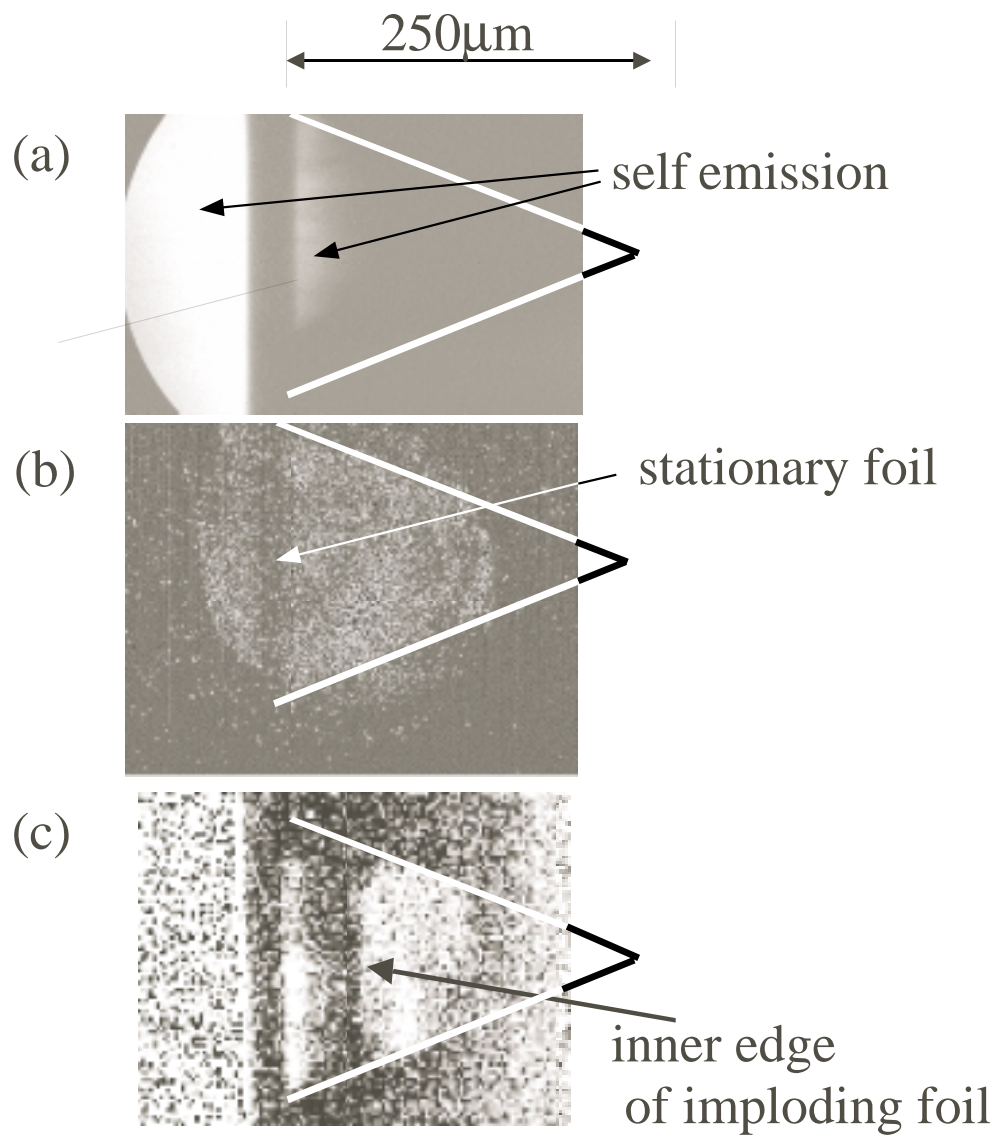 250μm
(a)
self emission
(b)
stationary foil
(c)
inner edge
of imploding foil